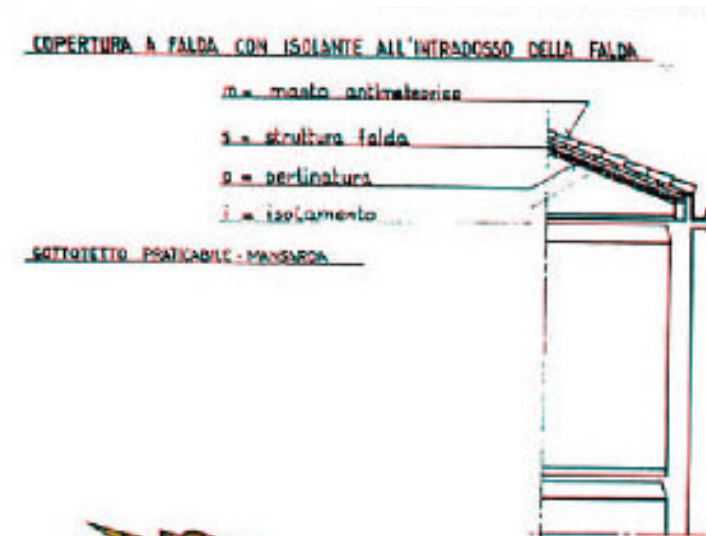 COPERTURA A FALDA CON ISOLANTE ALL'INTRADOSSO DELLA FALDA
m = manto antimeteorico
s = struttura falda
p = perlinatura
i = isolamento
SOTTOTETTO PRATICABILE - MANSARDA